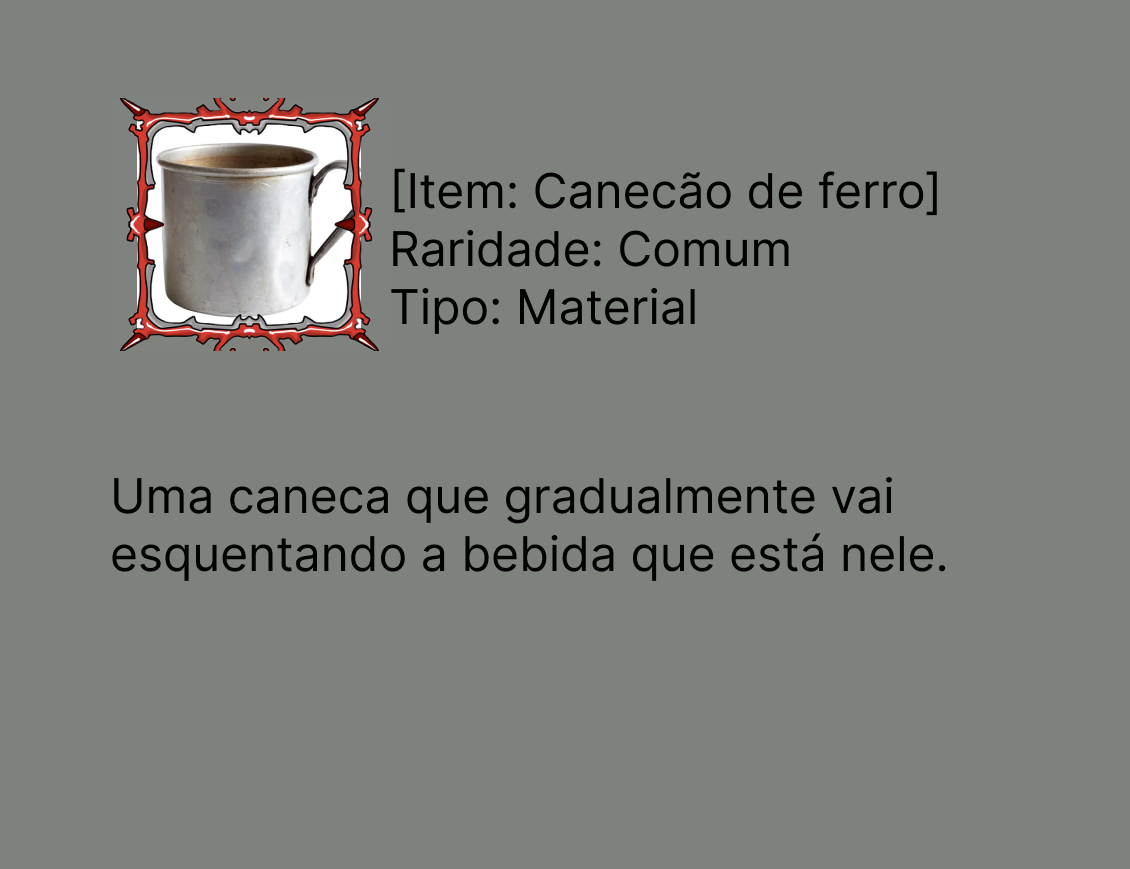 [Item: Canecão de ferro]
Raridade: Comum
Tipo: Material
Uma caneca que gradualmente vai
esquentando a bebida que está nele.